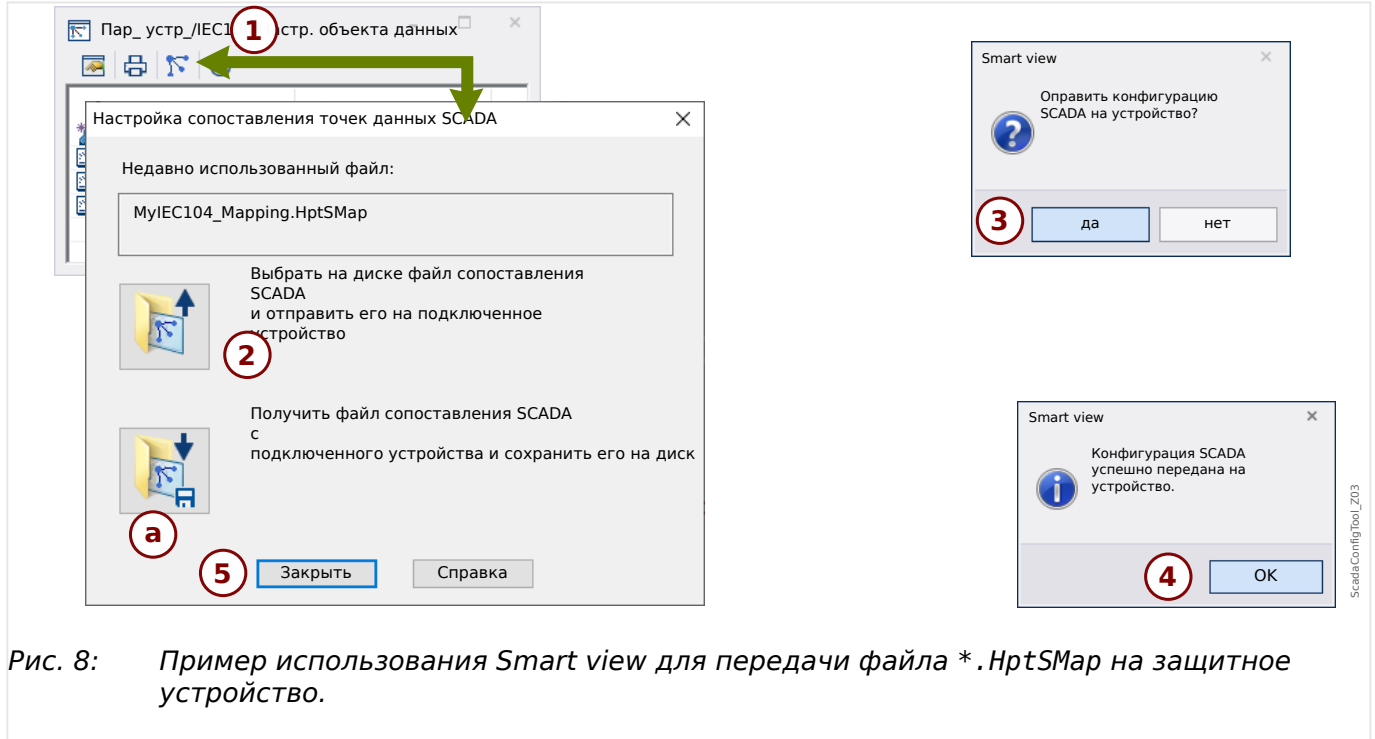 Пар_ устр_/IEC1
стр. объекта данных
1
Настройка сопоставления точек данных SCADA
Недавно использованный файл:
MyIEC104_Mapping.HptSMap
Выбрать на диске файл сопоставления
SCADA
и отправить его на подключенное
устройство
2
Получить файл сопоставления SCADA
с
подключенного устройства и сохранить его на диск
a
5
Закрыть
Справка
Smart view
Оправить конфигурацию
SCADA на устройство?
3
да
нет
Smart view
Конфигурация SCADA
успешно передана на
устройство.
4
OK
ScadaConfigTool_Z03
Рис. 8: Пример использования Smart view для передачи файла *.HptSMap на защитное
устройство.